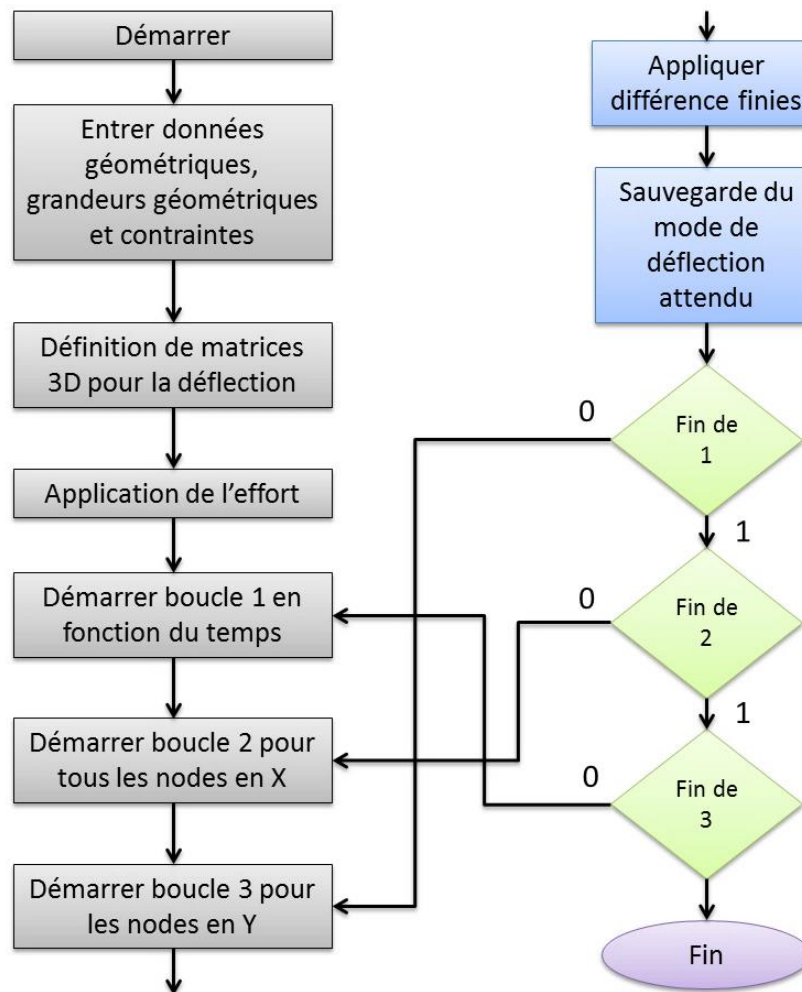 Démarrer
Entrer données
géométriques,
grandeurs géométriques
et contraintes
Définition de matrices
3D pour la déflection
Application de l'effort
Démarrer boucle 1 en
fonction du temps
Démarrer boucle 2 pour
tous les nodes en X
Démarrer boucle 3 pour
les nodes en Y
Appliquer
différence finies
Sauvegarde du
mode de
déflection
attendu
0
Fin de
1
1
0
Fin de
2
1
0
Fin de
3
Fin